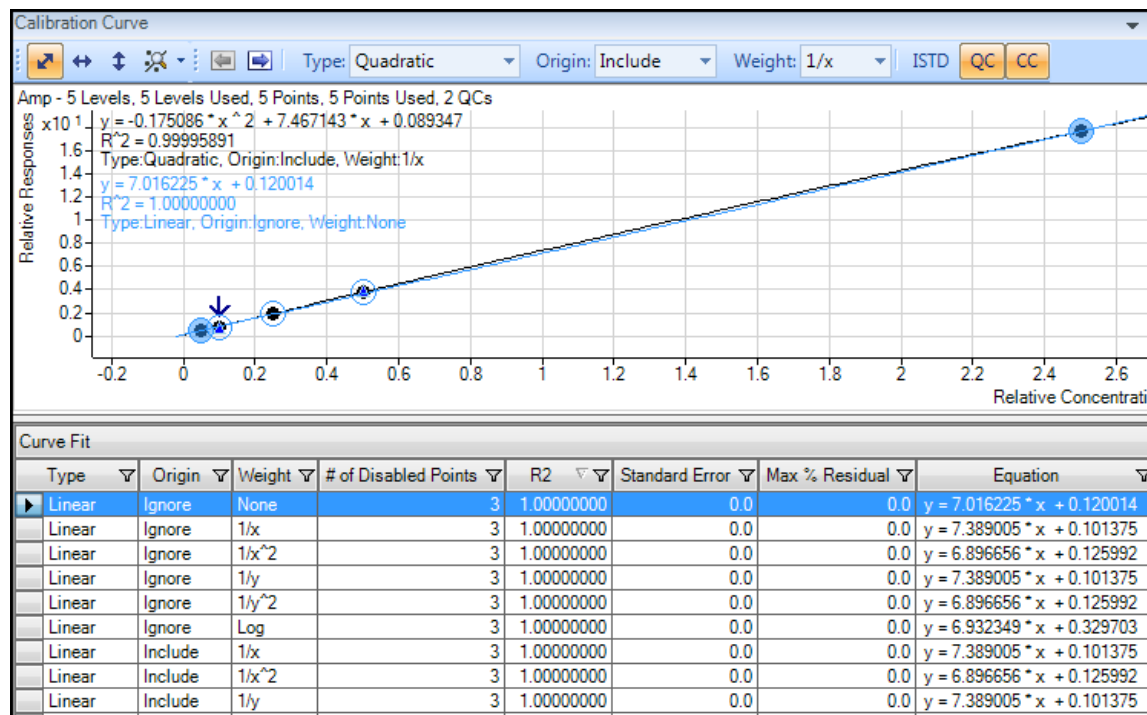 Calibration Curve
Type: Quadratic Origin: Include Weight: 1/x ISTD QC CC
Amp - 5 Levels, 5 Levels Used, 5 Points, 5 Points Used, 2 QCs
Relative Responses
x10 1
y = -0.175086 * x ^ 2 + 7.467143 * x + 0.089347
R^2 = 0.99995891
Type:Quadratic, Origin:Include, Weight:1/x
y = 7.016225 * x + 0.120014
R^2 = 1.00000000
Type:Linear, Origin:Ignore, Weight:None
1.6
1.4
1.2
1
0.8
0.6
0.4
0.2
0
-0.2 0 0.2 0.4 0.6 0.8 1 1.2 1.4 1.6 1.8 2 2.2 2.4 2.6
Relative Concentrati
Curve Fit
Type Origin Weight # of Disabled Points R2 Standard Error Max % Residual Equation
Linear Ignore None 3 1.00000000 0.0 0.0 y = 7.016225 * x + 0.120014
Linear Ignore 1/x 3 1.00000000 0.0 0.0 y = 7.389005 * x + 0.101375
Linear Ignore 1/x^2 3 1.00000000 0.0 0.0 y = 6.896656 * x + 0.125992
Linear Ignore 1/y 3 1.00000000 0.0 0.0 y = 7.389005 * x + 0.101375
Linear Ignore 1/y^2 3 1.00000000 0.0 0.0 y = 6.896656 * x + 0.125992
Linear Ignore Log 3 1.00000000 0.0 0.0 y = 6.932349 * x + 0.329703
Linear Include 1/x 3 1.00000000 0.0 0.0 y = 7.389005 * x + 0.101375
Linear Include 1/x^2 3 1.00000000 0.0 0.0 y = 6.896656 * x + 0.125992
Linear Include 1/y 3 1.00000000 0.0 0.0 y = 7.389005 * x + 0.101375